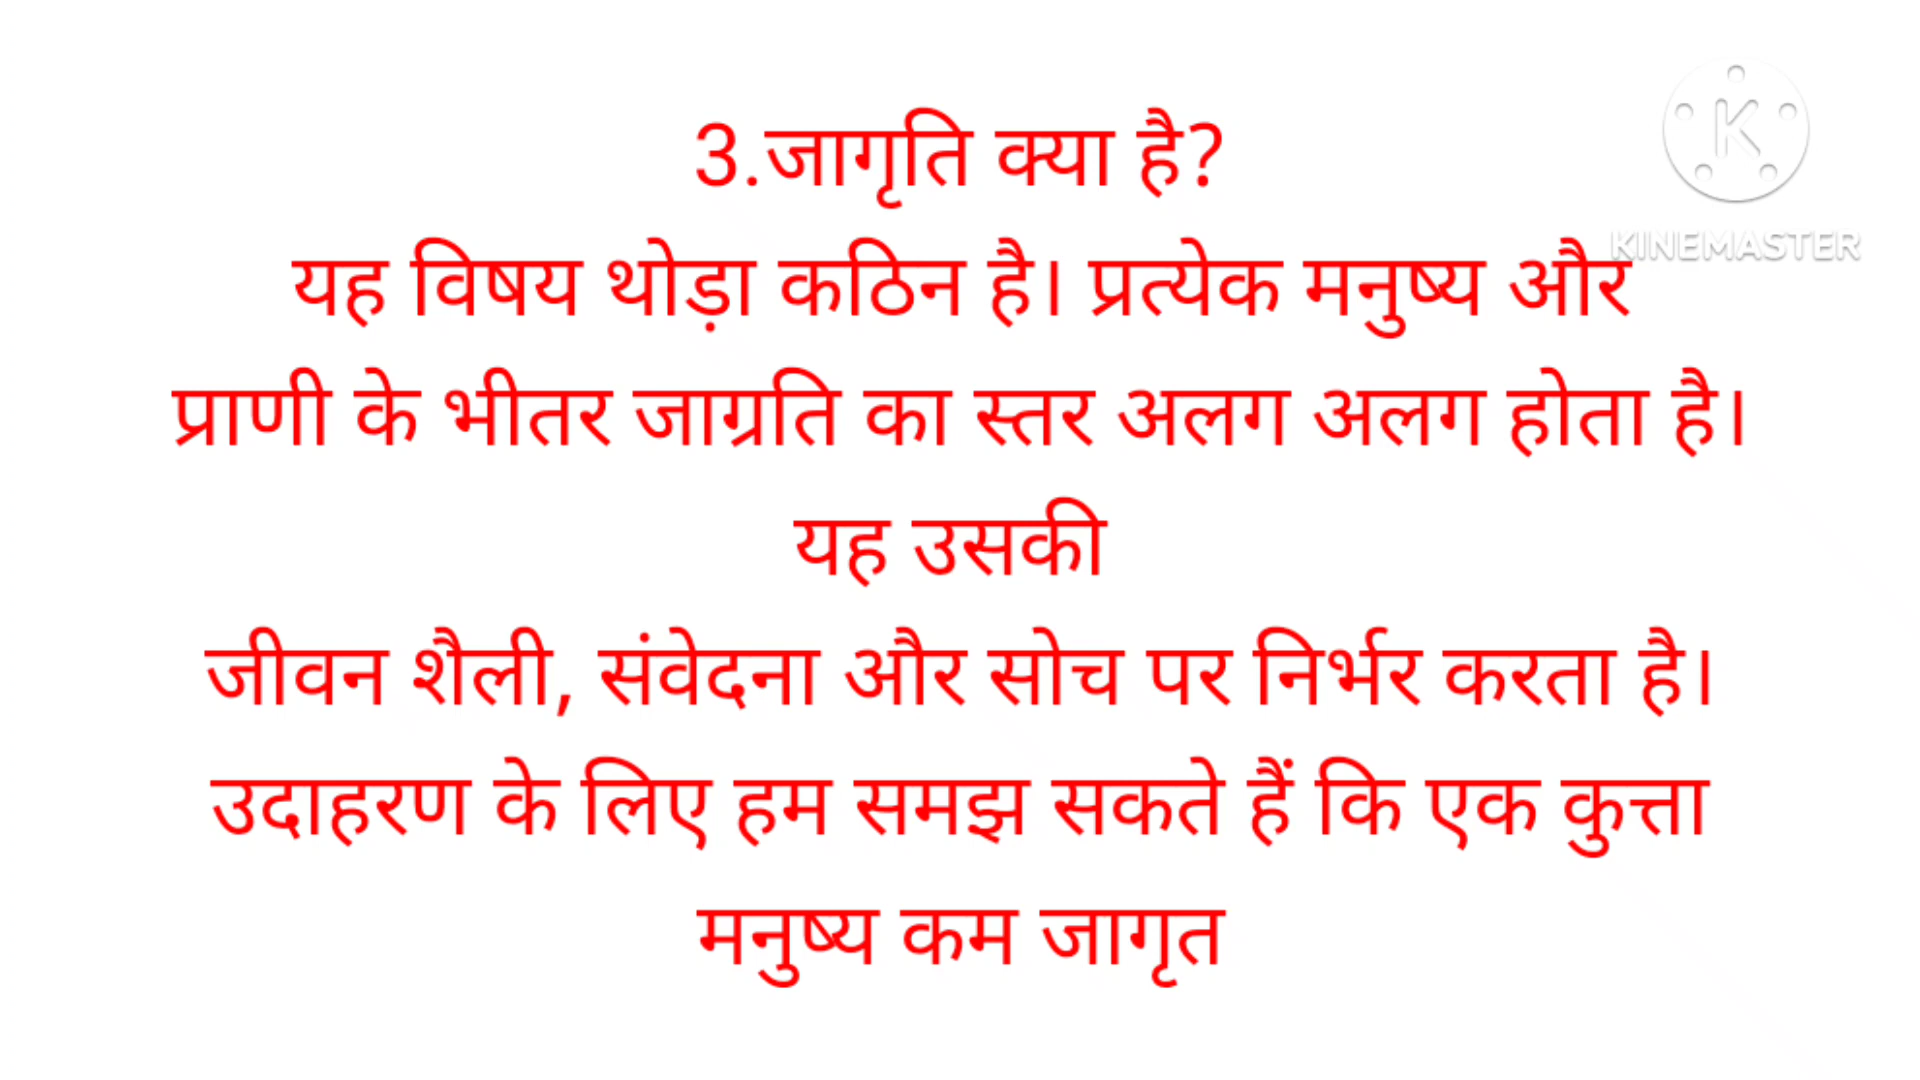 3.जागृति क्या है?
KINEMASTER
यह विषय थोड़ा कठिन है। प्रत्येक मनुष्य और
प्राणी के भीतर जाग्रति का स्तर अलग अलग होता है।
यह उसकी
जीवन शैली, संवेदना और सोच पर निर्भर करता है।
उदाहरण के लिए हम समझ सकते हैं कि एक कुत्ता
मनुष्य कम जागृत